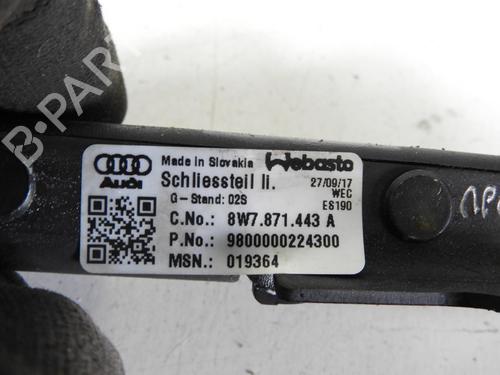 B-PARTS
Audi
Made in Slovakia
Webasto
Schliessteil li.
27/09/17
G-Stand: 02S
WEC
ES190
C.No.: 8W7.871.443 A
P.No.: 9800000224300
MSN.: 019364